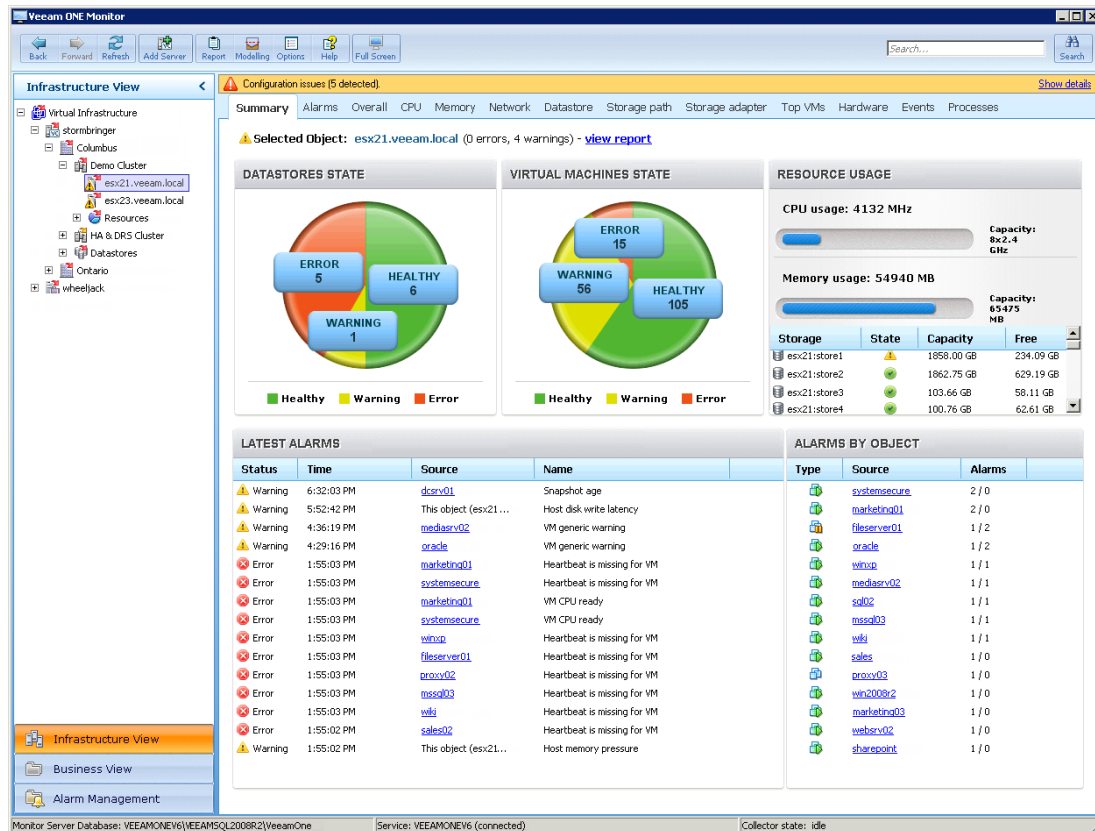 Veeam ONE Monitor
Back Forward Refresh Add Server Report Modelling Options Help Full Screen Search... Search
Infrastructure View <
Configuration issues (5 detected). Show details
Virtual Infrastructure
stormbringer
Columbus
Demo Cluster
esx21.veeam.local
esx23.veeam.local
Resources
HA & DRS Cluster
Datastores
Ontario
wheeljack
Infrastructure View
Business View
Alarm Management
Summary Alarms Overall CPU Memory Network Datastore Storage path Storage adapter Top VMs Hardware Events Processes
Selected Object: esx21.veeam.local (0 errors, 4 warnings) - view report
DATASTORES STATE
ERROR
5
HEALTHY
6
WARNING
1
Healthy Warning Error
VIRTUAL MACHINES STATE
ERROR
15
WARNING
56
HEALTHY
105
Healthy Warning Error
RESOURCE USAGE
CPU usage: 4132 MHz
Capacity:
8x2.4
GHz
Memory usage: 54940 MB
Capacity:
65475
MB
Storage State Capacity Free
esx21:store1 1858.00 GB 234.09 GB
esx21:store2 1862.75 GB 629.19 GB
esx21:store3 103.66 GB 58.11 GB
esx21:store4 100.76 GB 62.61 GB
LATEST ALARMS
Status Time Source Name
Warning 6:32:03 PM dcsrv01 Snapshot age
Warning 5:52:42 PM This object (esx21... Host disk write latency
Warning 4:36:19 PM mediasrv02 VM generic warning
Warning 4:29:16 PM oracle VM generic warning
Error 1:55:03 PM marketing01 Heartbeat is missing for VM
Error 1:55:03 PM systemsecure Heartbeat is missing for VM
Error 1:55:03 PM marketing01 VM CPU ready
Error 1:55:03 PM systemsecure VM CPU ready
Error 1:55:03 PM winxp Heartbeat is missing for VM
Error 1:55:03 PM fileserver01 Heartbeat is missing for VM
Error 1:55:03 PM proxy02 Heartbeat is missing for VM
Error 1:55:03 PM mssql03 Heartbeat is missing for VM
Error 1:55:03 PM wiki Heartbeat is missing for VM
Error 1:55:02 PM sales02 Heartbeat is missing for VM
Warning 1:55:02 PM This object (esx21... Host memory pressure
ALARMS BY OBJECT
Type Source Alarms
systemsecure 2 / 0
marketing01 2 / 0
fileserver01 1 / 2
oracle 1 / 2
winxp 1 / 1
mediasrv02 1 / 1
sql02 1 / 1
mssql03 1 / 1
wiki 1 / 1
sales 1 / 0
proxy03 1 / 0
win2008r2 1 / 0
marketing03 1 / 0
websrv02 1 / 0
sharepoint 1 / 0
Monitor Server Database: VEEAMONEV6\VEEAMSQL2008R2\VeeamOne Service: VEEAMONEV6 (connected) Collector state: idle